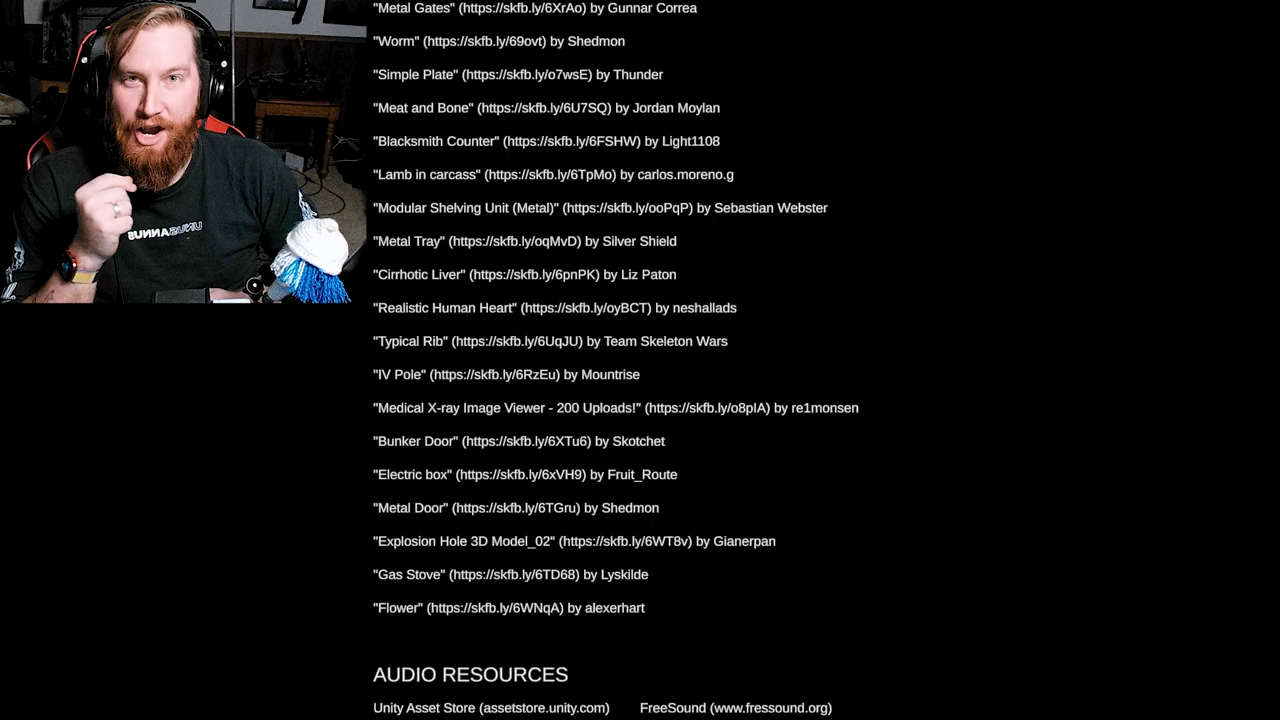 "Metal Gates" (https://skfb.ly/6XrAo) by Gunnar Correa
"Worm" (https://skfb.ly/69ovt) by Shedmon
"Simple Plate" (https://skfb.ly/o7wsE) by Thunder
"Meat and Bone" (https://skfb.ly/6U7SQ) by Jordan Moylan
"Blacksmith Counter" (https://skfb.ly/6FSHW) by Light1108
"Lamb in carcass" (https://skfb.ly/6TpMo) by carlos.moreno.g
"Modular Shelving Unit (Metal)" (https://skfb.ly/ooPqP) by Sebastian Webster
"Metal Tray" (https://skfb.ly/oqMvD) by Silver Shield
UNUS ANNUS
"Cirrhotic Liver" (https://skfb.ly/6pnPK) by Liz Paton
"Realistic Human Heart" (https://skfb.ly/oyBCT) by neshallads
"Typical Rib" (https://skfb.ly/6UqJU) by Team Skeleton Wars
"IV Pole" (https://skfb.ly/6RzEu) by Mountrise
"Medical X-ray Image Viewer - 200 Uploads!" (https://skfb.ly/o8pIA) by re1monsen
"Bunker Door" (https://skfb.ly/6XTu6) by Skotchet
"Electric box" (https://skfb.ly/6xVH9) by Fruit_Route
"Metal Door" (https://skfb.ly/6TGru) by Shedmon
"Explosion Hole 3D Model_02" (https://skfb.ly/6WT8v) by Gianerpan
"Gas Stove" (https://skfb.ly/6TD68) by Lyskilde
"Flower" (https://skfb.ly/6WNqA) by alexerhart
AUDIO RESOURCES
Unity Asset Store (assetstore.unity.com) FreeSound (www.fressound.org)